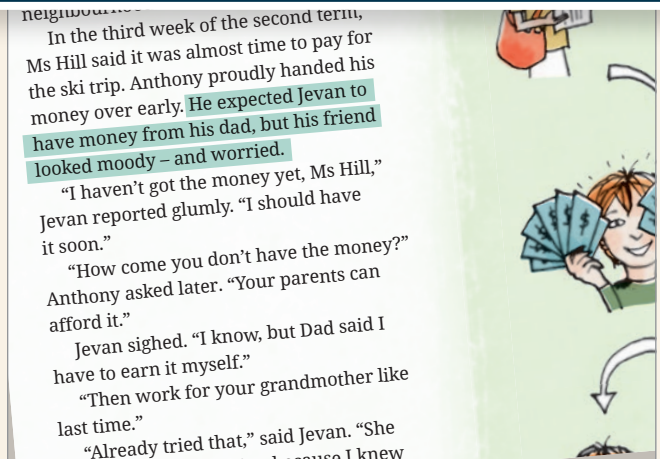 In the third week of the second term,
Ms Hill said it was almost time to pay for
the ski trip. Anthony proudly handed his
money over early. He expected Jevan to
have money from his dad, but his friend
looked moody – and worried.
“I haven’t got the money yet, Ms Hill,”
Jevan reported glumly. “I should have
it soon.”
“How come you don’t have the money?”
Anthony asked later. “Your parents can
afford it.”
Jevan sighed. “I know, but Dad said I
have to earn it myself.”
“Then work for your grandmother like
last time.”
“Already tried that,” said Jevan. “She
because I knew